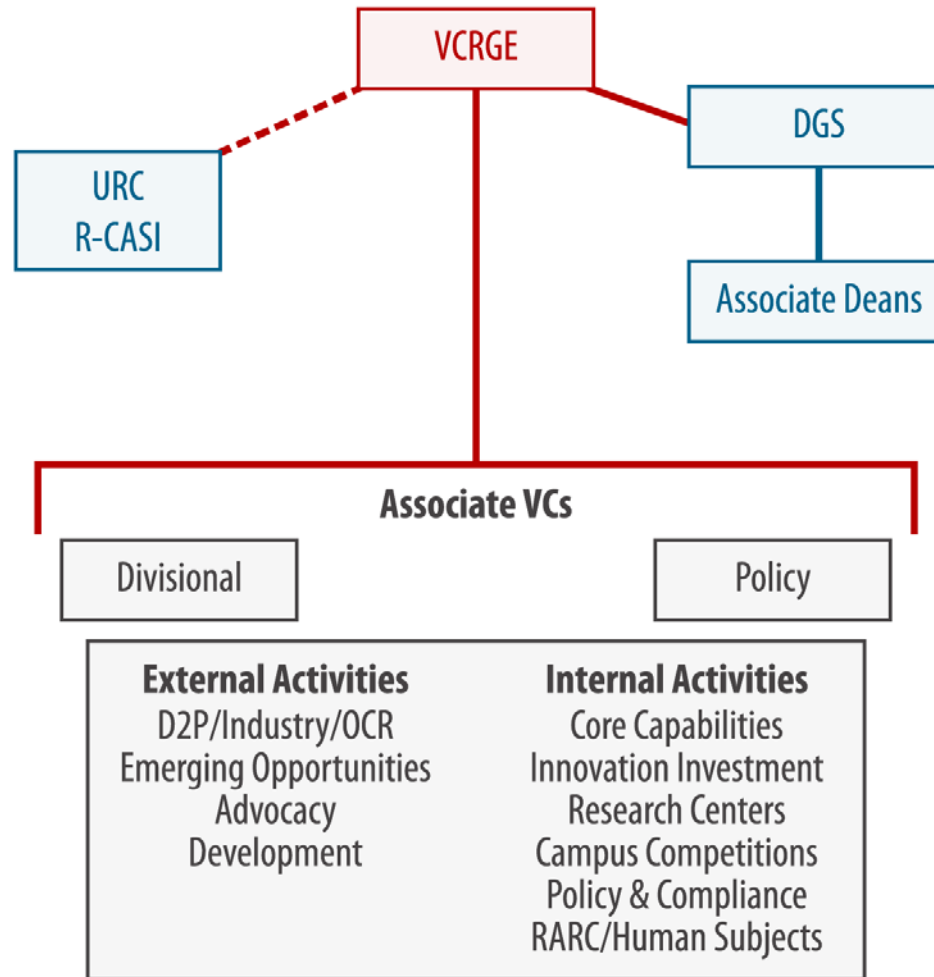 VCRGE
DGS
URC
R-CASI
Associate Deans
Associate VCs
Divisional
Policy
External Activities
D2P/Industry/OCR
Emerging Opportunities
Advocacy
Development
Internal Activities
Core Capabilities
Innovation Investment
Research Centers
Campus Competitions
Policy & Compliance
RARC/Human Subjects